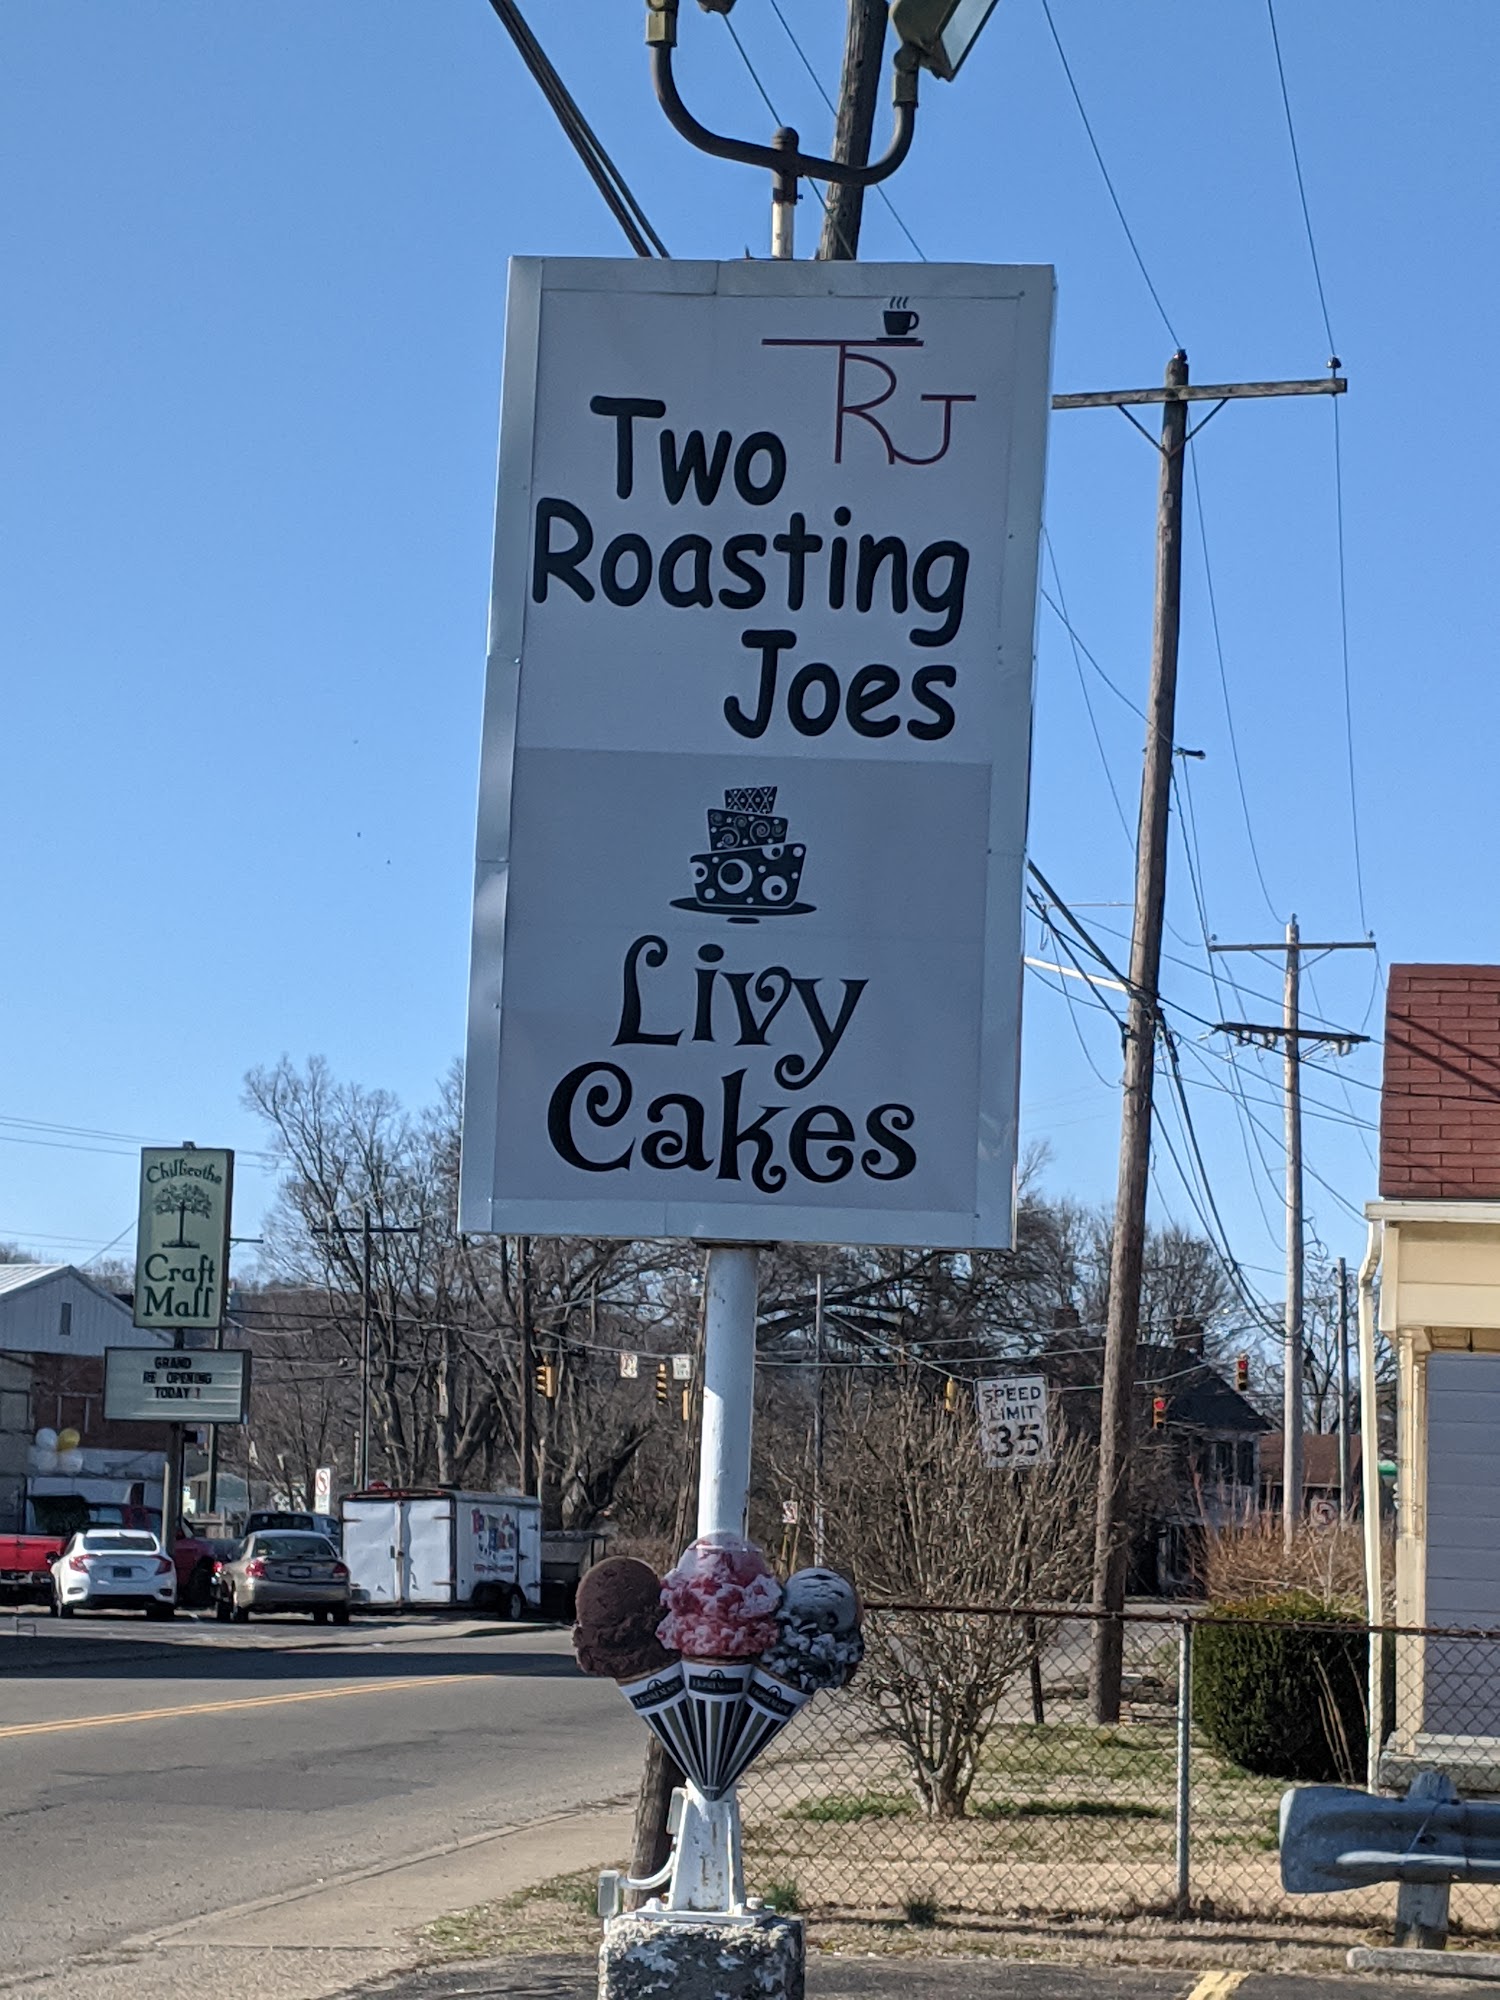 TRJ
Two
Roasting
Joes
Livy
Cakes
Chillicothe
Craft
Mall
GRAND
RE OPENING
TODAY !
SPEED
LIMIT
35